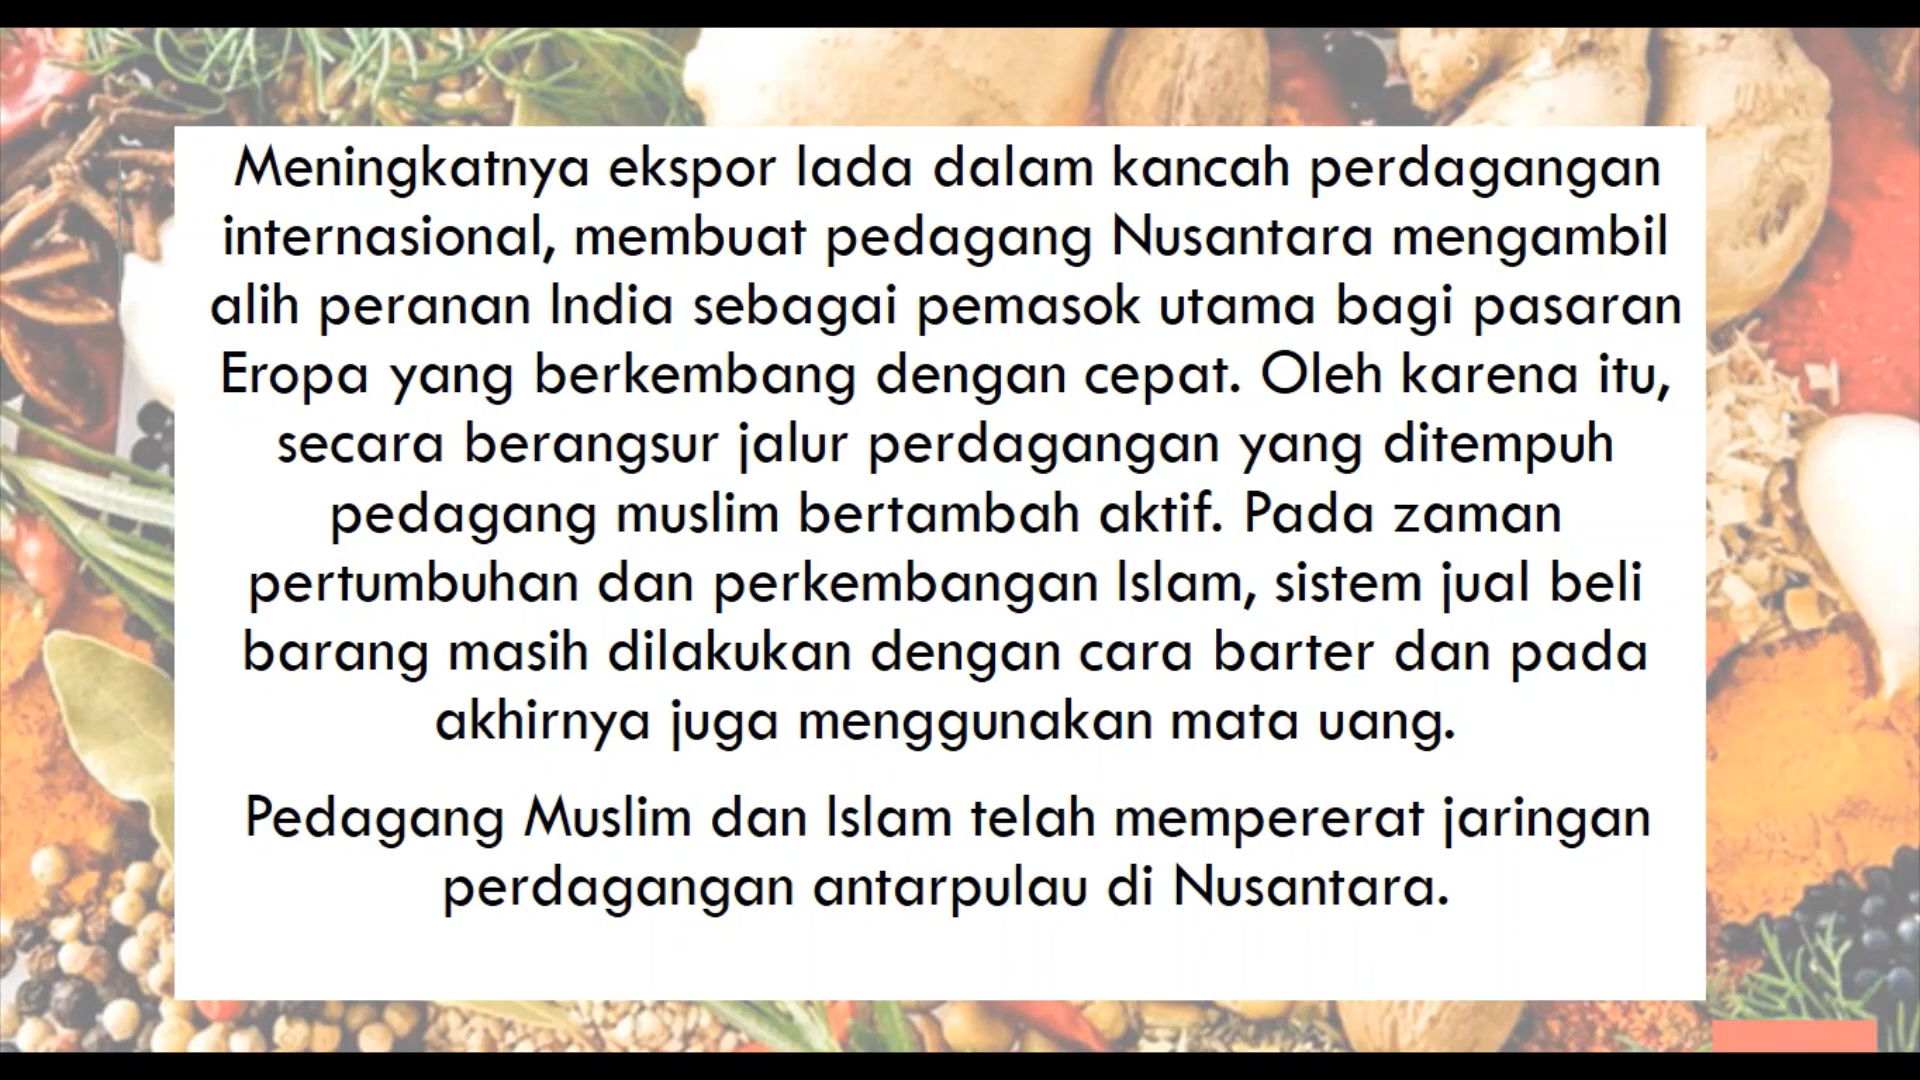 Meningkatnya ekspor lada dalam kancah perdagangan
internasional, membuat pedagang Nusantara mengambil
alih peranan India sebagai pemasok utama bagi pasaran
Eropa yang berkembang dengan cepat. Oleh karena itu,
secara berangsur jalur perdagangan yang ditempuh
pedagang muslim bertambah aktif. Pada zaman
pertumbuhan dan perkembangan Islam, sistem jual beli
barang masih dilakukan dengan cara barter dan pada
akhirnya juga menggunakan mata uang.
Pedagang Muslim dan Islam telah mempererat jaringan
perdagangan antarpulau di Nusantara.